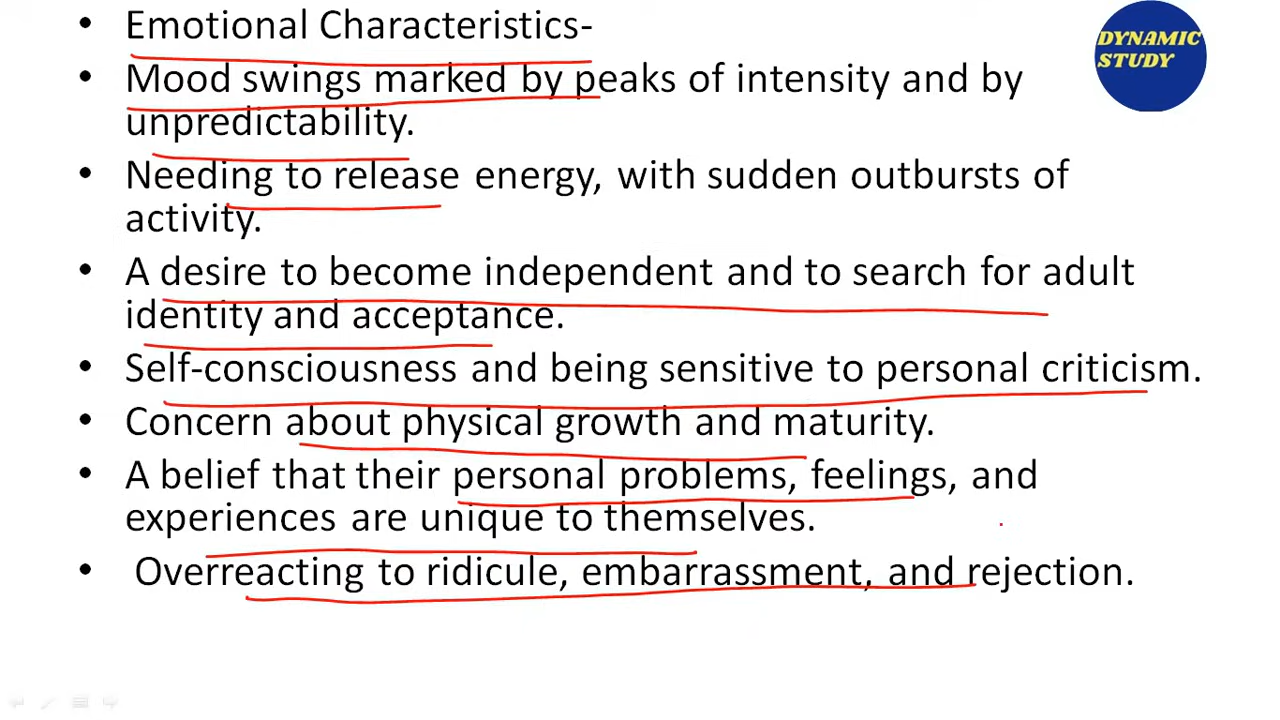 • Emotional Characteristics-
DYNAMIC
STUDY
• Mood swings marked by peaks of intensity and by
unpredictability.
• Needing to release energy, with sudden outbursts of
activity.
• A desire to become independent and to search for adult
identity and acceptance.
• Self-consciousness and being sensitive to personal criticism.
• Concern about physical growth and maturity.
• A belief that their personal problems, feelings, and
experiences are unique to themselves.
• Overreacting to ridicule, embarrassment, and rejection.